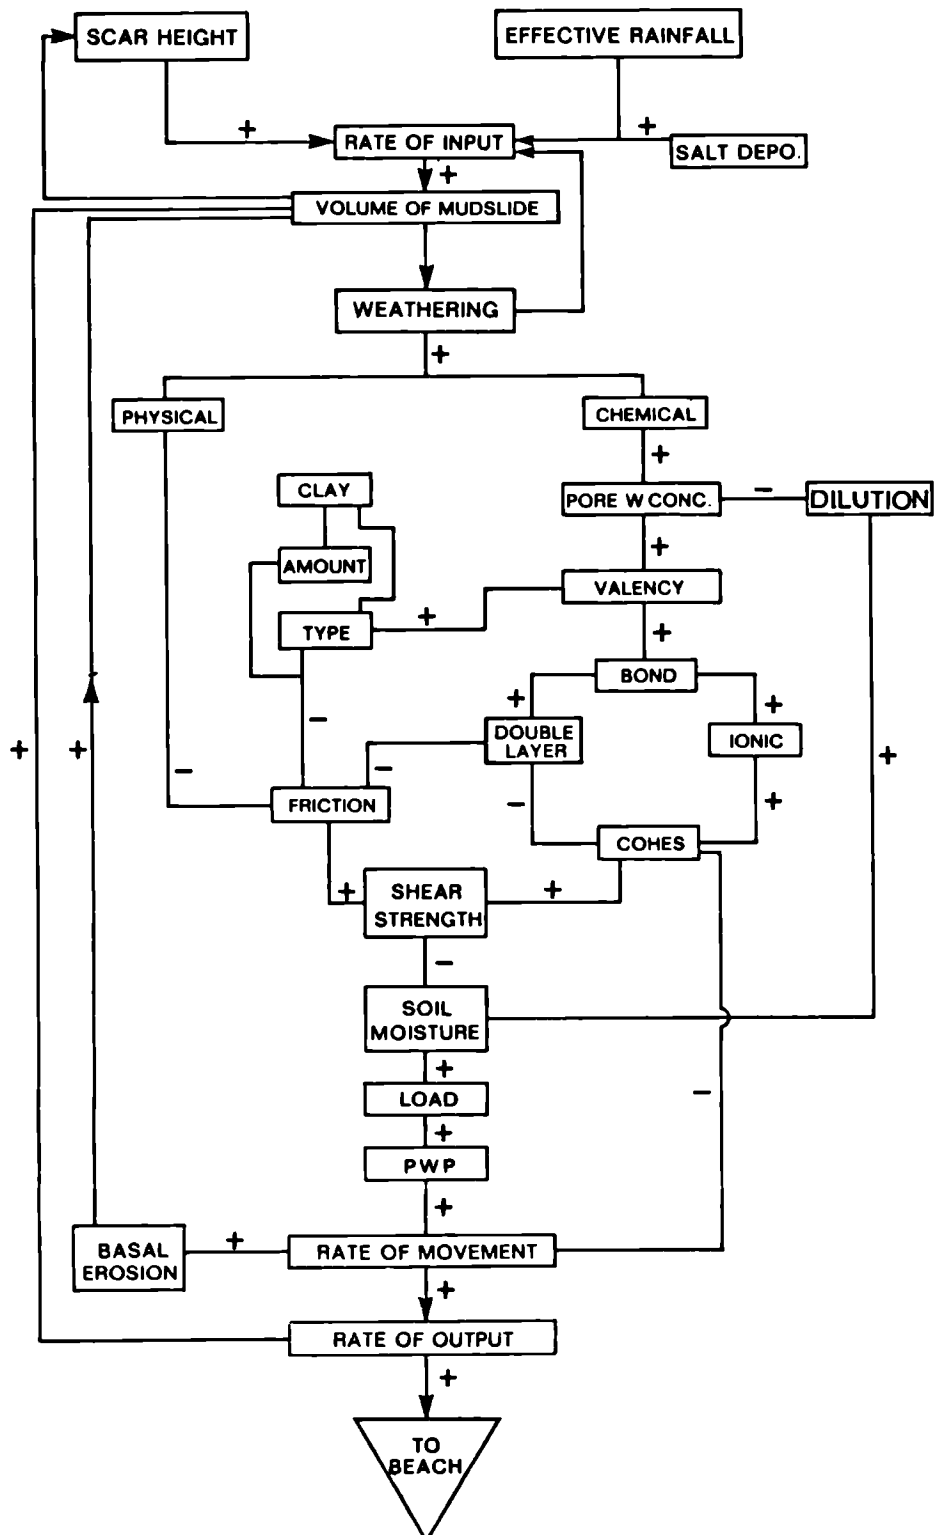 SCAR HEIGHT
EFFECTIVE RAINFALL
+
+
RATE OF INPUT
SALT DEPO.
+
VOLUME OF MUDSLIDE
WEATHERING
+
PHYSICAL
CHEMICAL
+
CLAY
PORE W CONC.
−
DILUTION
+
AMOUNT
VALENCY
+
TYPE
+
BOND
+
+
−
DOUBLE
LAYER
IONIC
+
+
+
−
−
FRICTION
−
+
COHES
+
SHEAR
STRENGTH
+
−
SOIL
MOISTURE
+
LOAD
−
+
PWP
+
BASAL
EROSION
+
RATE OF MOVEMENT
+
RATE OF OUTPUT
+
TO
BEACH